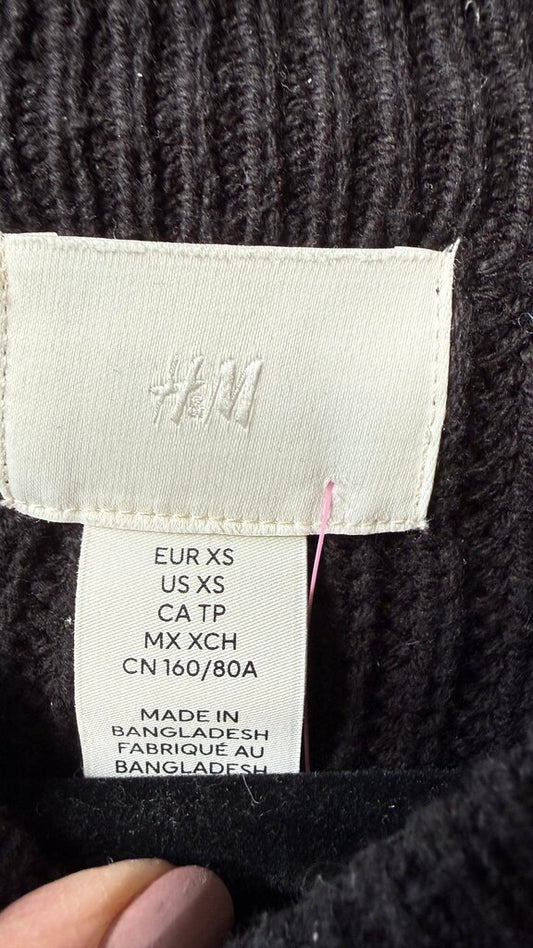 H&M
EUR XS
US XS
CA TP
MX XCH
CN 160/80A
MADE IN
BANGLADESH
FABRIQUÉ AU
BANGLADESH